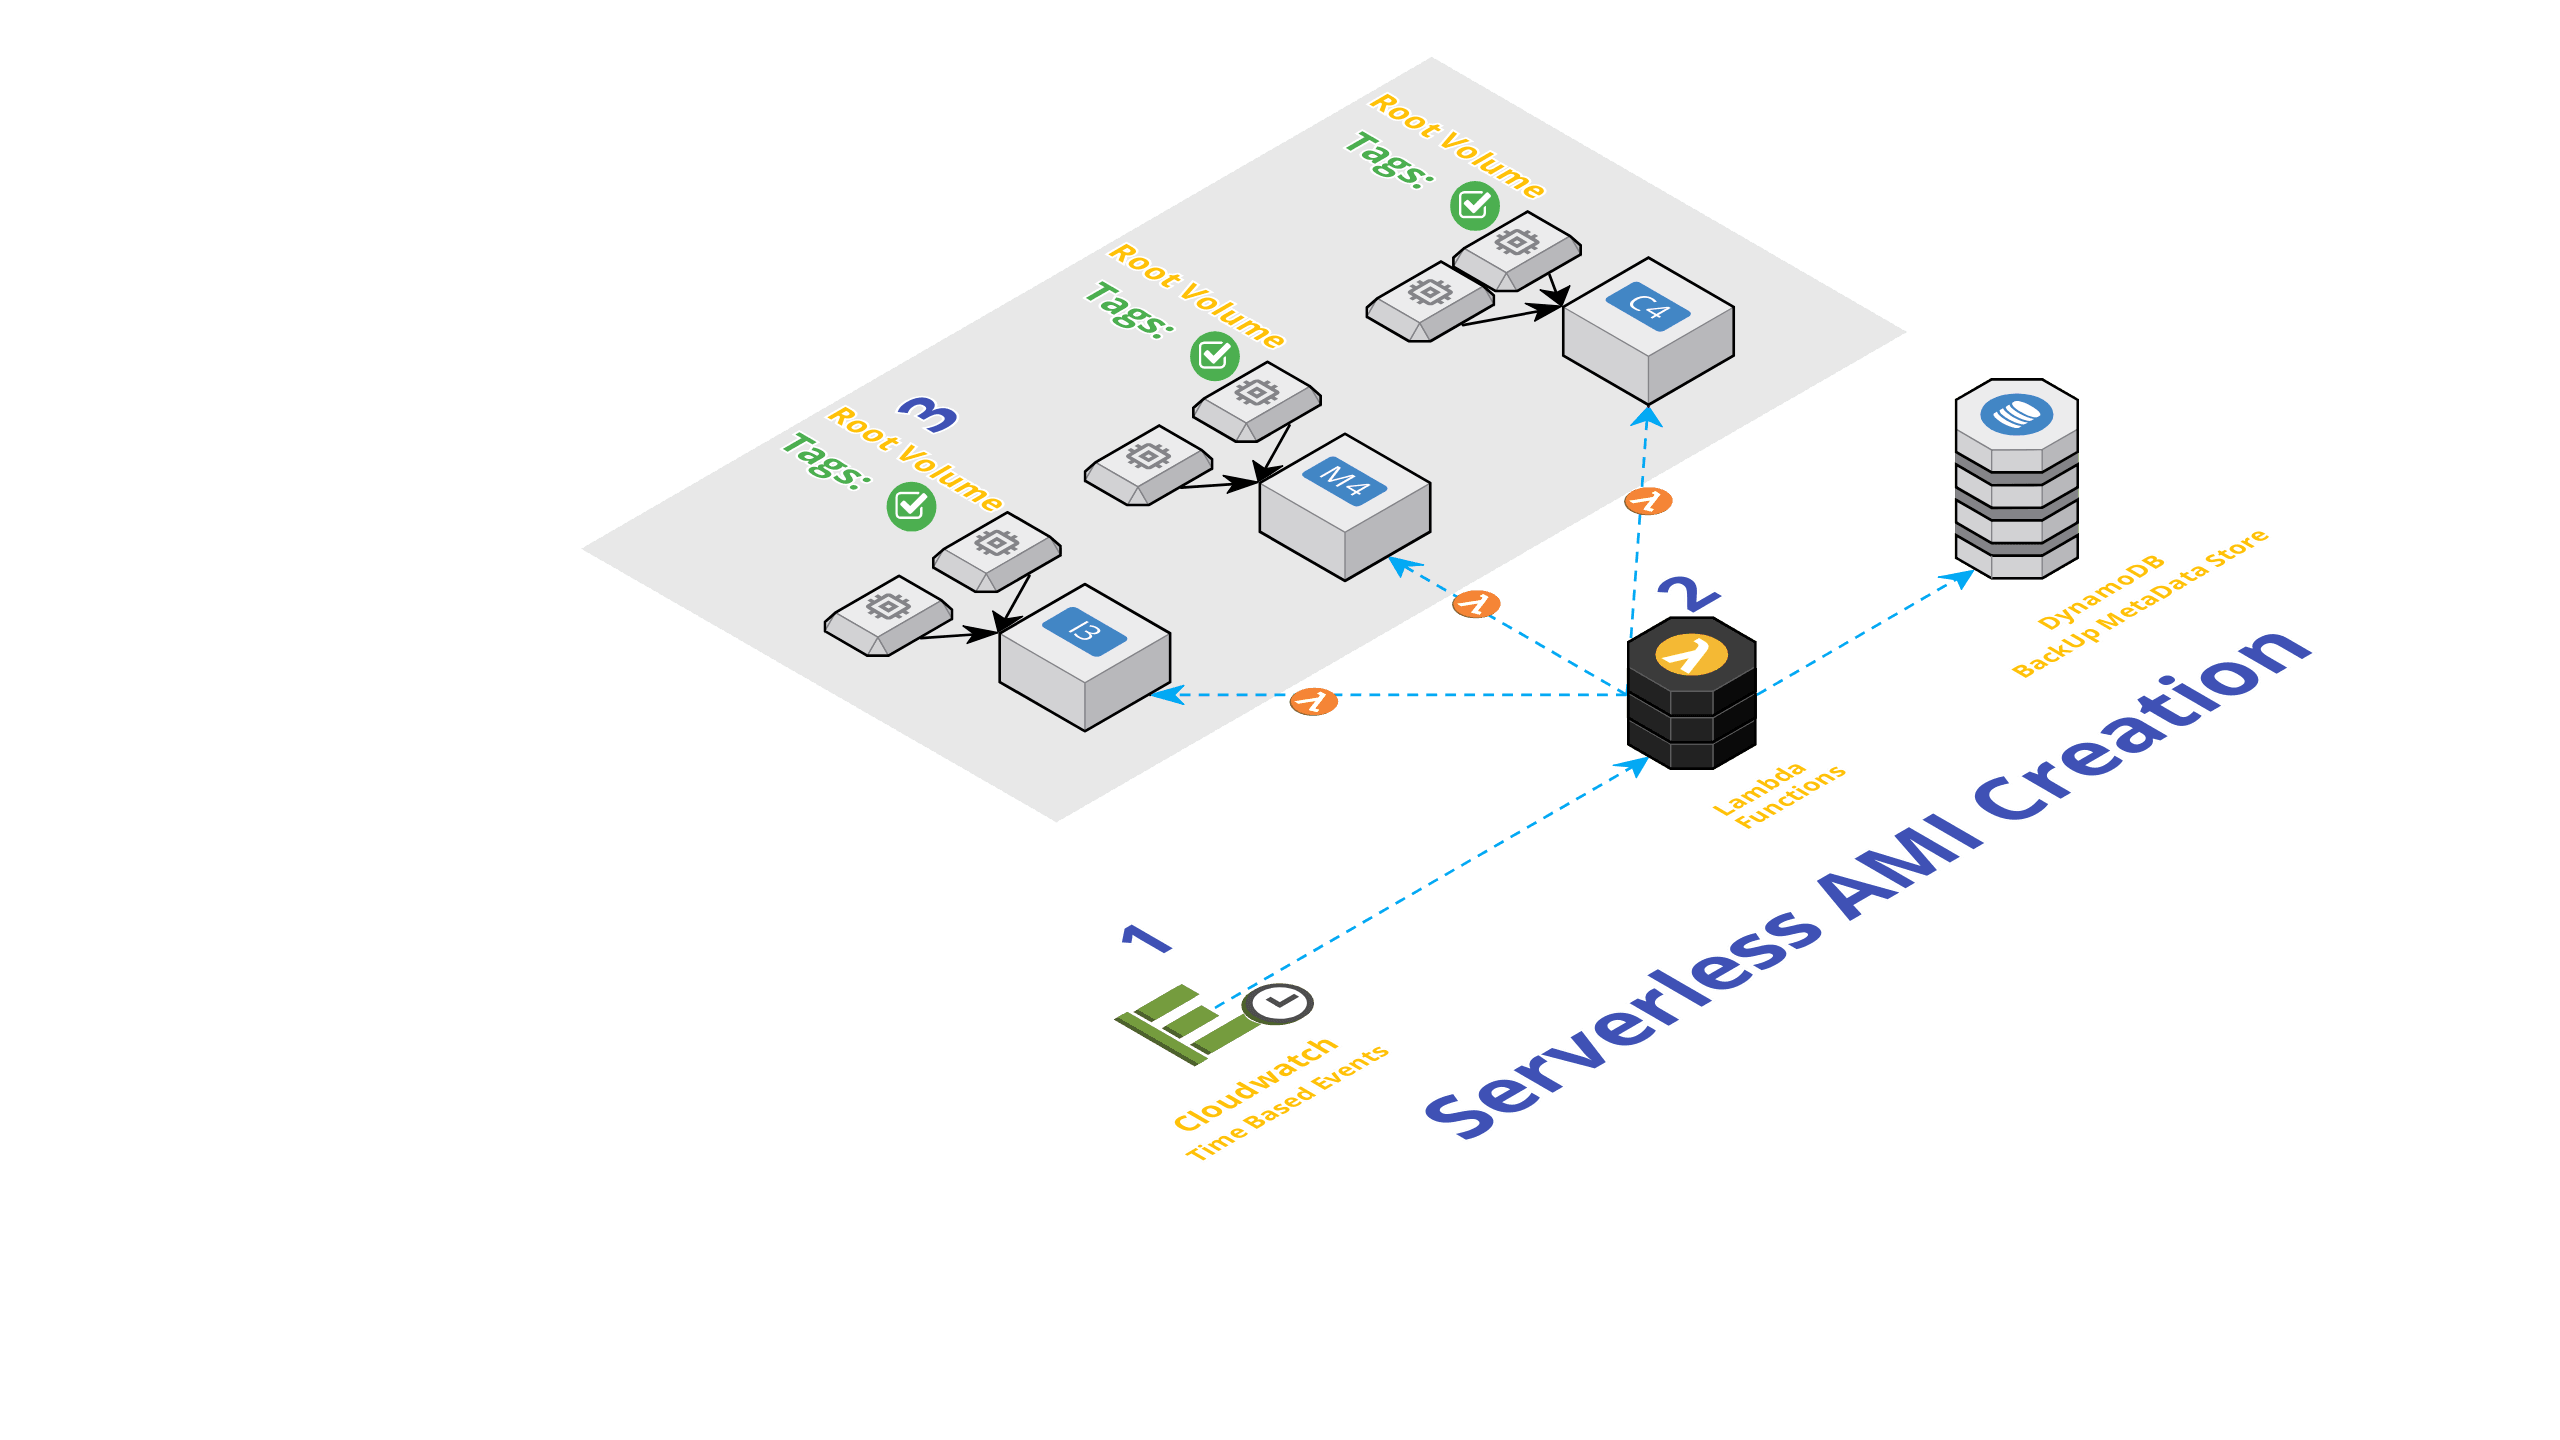 Root Volume
Tags:
C4
Root Volume
Tags:
M4
3
Root Volume
Tags:
I3
2
Lambda
Functions
DynamoDB
BackUp MetaData Store
1
Cloudwatch
Time Based Events
Serverless AMI Creation